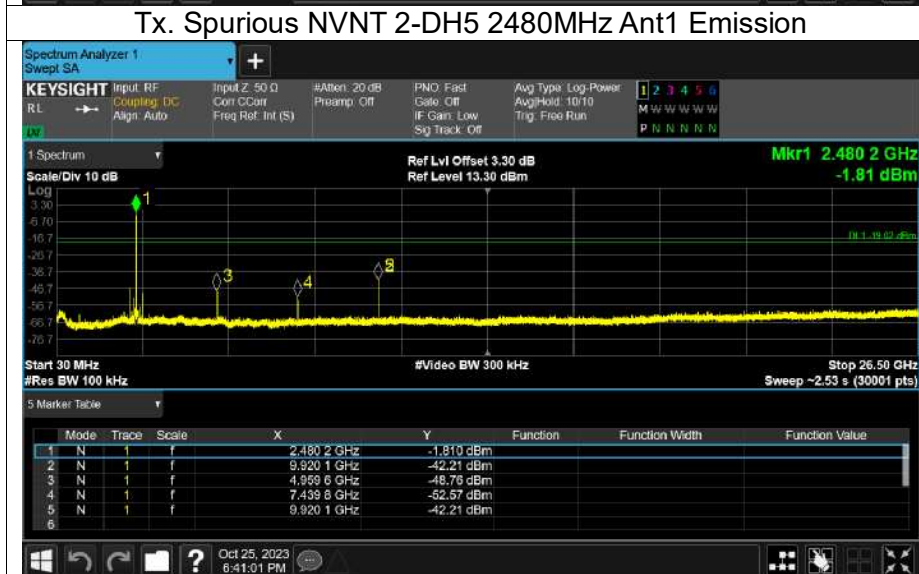 Tx. Spurious NVNT 2-DH5 2480MHz Ant1 Emission
Spectrum Analyzer 1
Swept SA
+
KEYSIGHT Input: RF Input Z: 50 Ω #Atten: 20 dB PNO: Fast Avg Type: Log-Power 1 2 3 4 5 6
RL Coupling: DC Corr CCorr Preamp: Off Gate: Off Avg|Hold: 10/10 M W W W W W
Align: Auto Freq Ref: Int (S) IF Gain: Low Trig: Free Run
Sig Track: Off P N N N N N
1 Spectrum Ref Lvl Offset 3.30 dB Mkr1 2.480 2 GHz
Scale/Div 10 dB Ref Level 13.30 dBm -1.81 dBm
Log
1
3.30
-6.70
-16.7 DL1 -19.02 dBm
-26.7
-36.7 3 4
-46.7
-56.7
-66.7
-76.7
Start 30 MHz #Video BW 300 kHz Stop 26.50 GHz
#Res BW 100 kHz Sweep ~2.53 s (30001 pts)
5 Marker Table
Mode Trace Scale X Y Function Function Width Function Value
1 N 1 f 2.480 2 GHz -1.810 dBm
2 N 1 f 9.920 1 GHz -42.21 dBm
3 N 1 f 4.959 6 GHz -48.76 dBm
4 N 1 f 7.439 8 GHz -52.57 dBm
5 N 1 f 9.920 1 GHz -42.21 dBm
6
? Oct 25, 2023
6:41:01 PM